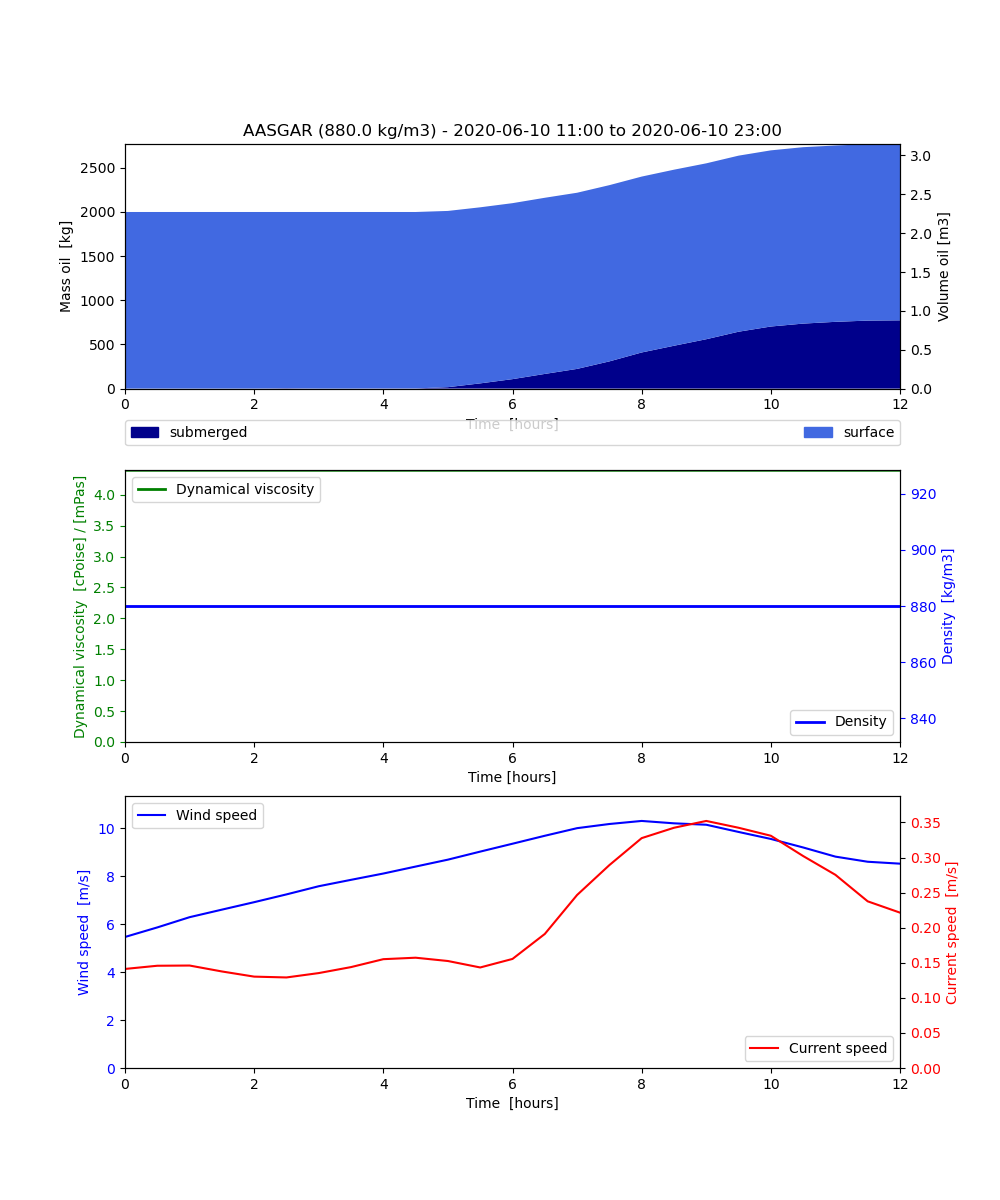 AASGAR (880.0 kg/m3) - 2020-06-10 11:00 to 2020-06-10 23:00
Mass oil [kg]
2500
2000
1500
1000
500
0
Volume oil [m3]
3.0
2.5
2.0
1.5
1.0
0.5
0.0
0 2 4 6 8 10 12
Time [hours]
submerged
surface
Dynamical viscosity [cPoise] / [mPas]
4.0
3.5
3.0
2.5
2.0
1.5
1.0
0.5
0.0
Dynamical viscosity
Density [kg/m3]
920
900
880
860
840
Density
0 2 4 6 8 10 12
Time [hours]
Wind speed [m/s]
10
8
6
4
2
0
Wind speed
Current speed [m/s]
0.35
0.30
0.25
0.20
0.15
0.10
0.05
0.00
Current speed
0 2 4 6 8 10 12
Time [hours]